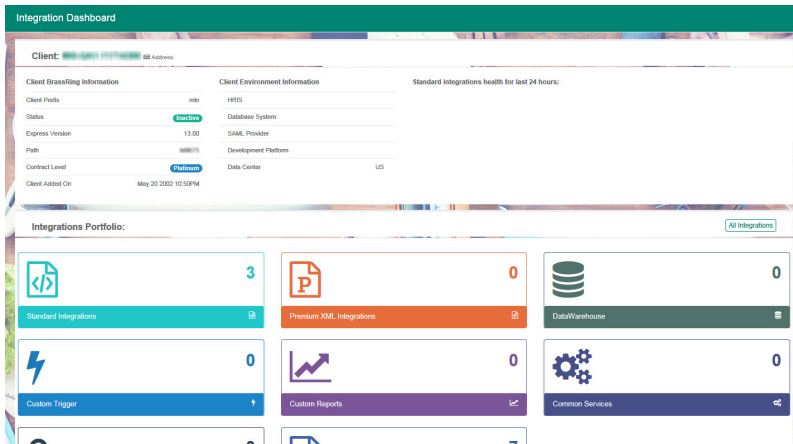 Integration Dashboard
Client: Address:
Client BrassRing Information
Client Environment Information
Standard integrations health for last 24 hours:
Client Prefix min
HRIS
Status Inactive
Database System
Express Version 13.00
SAML Provider
Path
Development Platform
Contract Level Platinum
Data Center US
Client Added On May 20 2002 10:50PM
Integrations Portfolio:
All Integrations
3
0
0
Standard Integrations
Premium XML Integrations
DataWarehouse
0
0
0
Custom Trigger
Custom Reports
Common Services